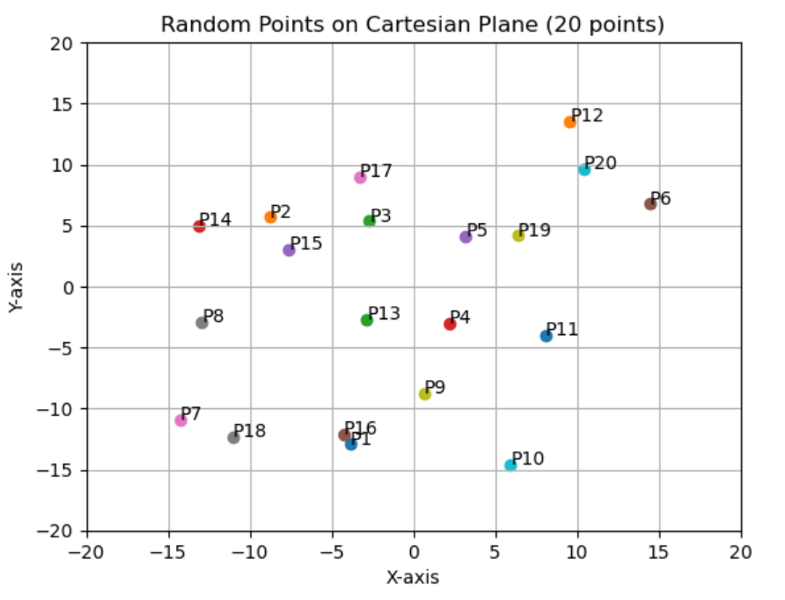 Random Points on Cartesian Plane (20 points)
20
15
10
5
0
−5
−10
−15
−20
Y-axis
P12
P20
P17
P6
P2
P14
P3
P5
P19
P15
P8
P13
P4
P11
P9
P7
P18
P16
P1
P10
−20
−15
−10
−5
0
5
10
15
20
X-axis